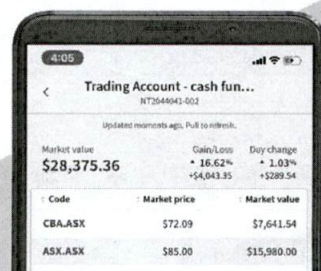 4:05
Trading Account - cash fun...
NT2044041-002
Updated moments ago, Pull to refresh.
Market value Gain/Loss Day change
$28,375.36 16.62% 1.03%
+$4,043.35 +$289.54
Code Market price Market value
CBA.ASX $72.09 $7,641.54
ASX.ASX $85.00 $15,980.00